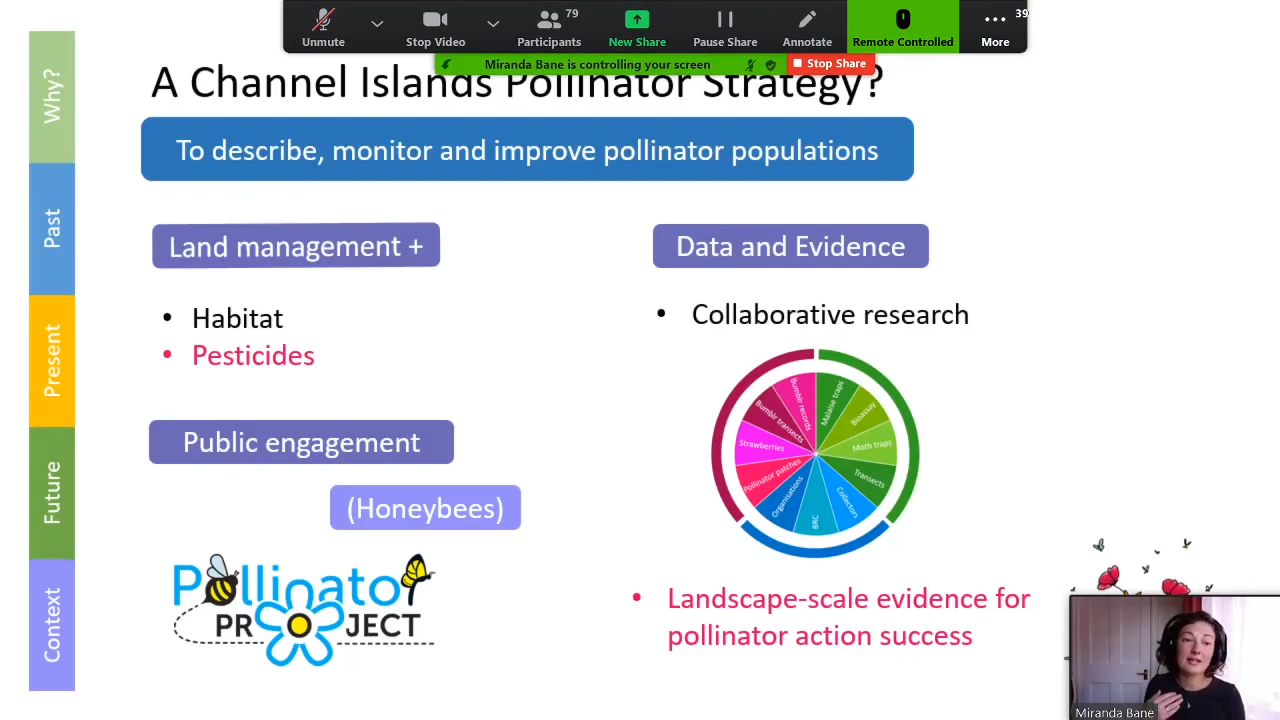 79
39
Unmute
Stop Video
Participants
New Share
Pause Share
Annotate
Remote Controlled
More
Miranda Bane is controlling your screen
Stop Share
A Channel Islands Pollinator Strategy?
To describe, monitor and improve pollinator populations
Why?
Past
Present
Future
Context
Land management +
• Habitat
• Pesticides
Public engagement
(Honeybees)
Pollinator
PROJECT
Data and Evidence
• Collaborative research
Malaise traps
Bioassay
Moth traps
Transects
Collectors
BRC
Organisations
Pollinator patches
Strawberries
Bumblr transects
Bumblr records
• Landscape-scale evidence for
pollinator action success
Miranda Bane